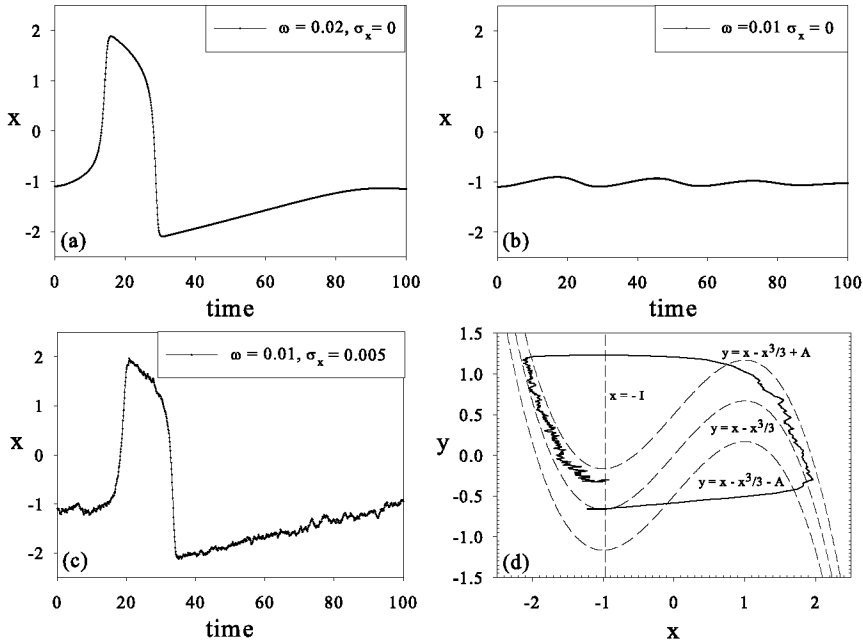 ω = 0.02, σx = 0
2
1
x
0
-1
-2
(a)
0 20 40 60 80 100
time
ω =0.01 σx = 0
2
1
x
0
-1
-2
(b)
0 20 40 60 80 100
time
ω = 0.01, σx = 0.005
2
1
x
0
-1
-2
(c)
0 20 40 60 80 100
time
1.5
1.0
0.5
y
0.0
-0.5
-1.0
-1.5
y = x - x³/3 + A
x = - I
y = x - x³/3
y = x - x³/3 - A
(d)
-2 -1 0 1 2
x